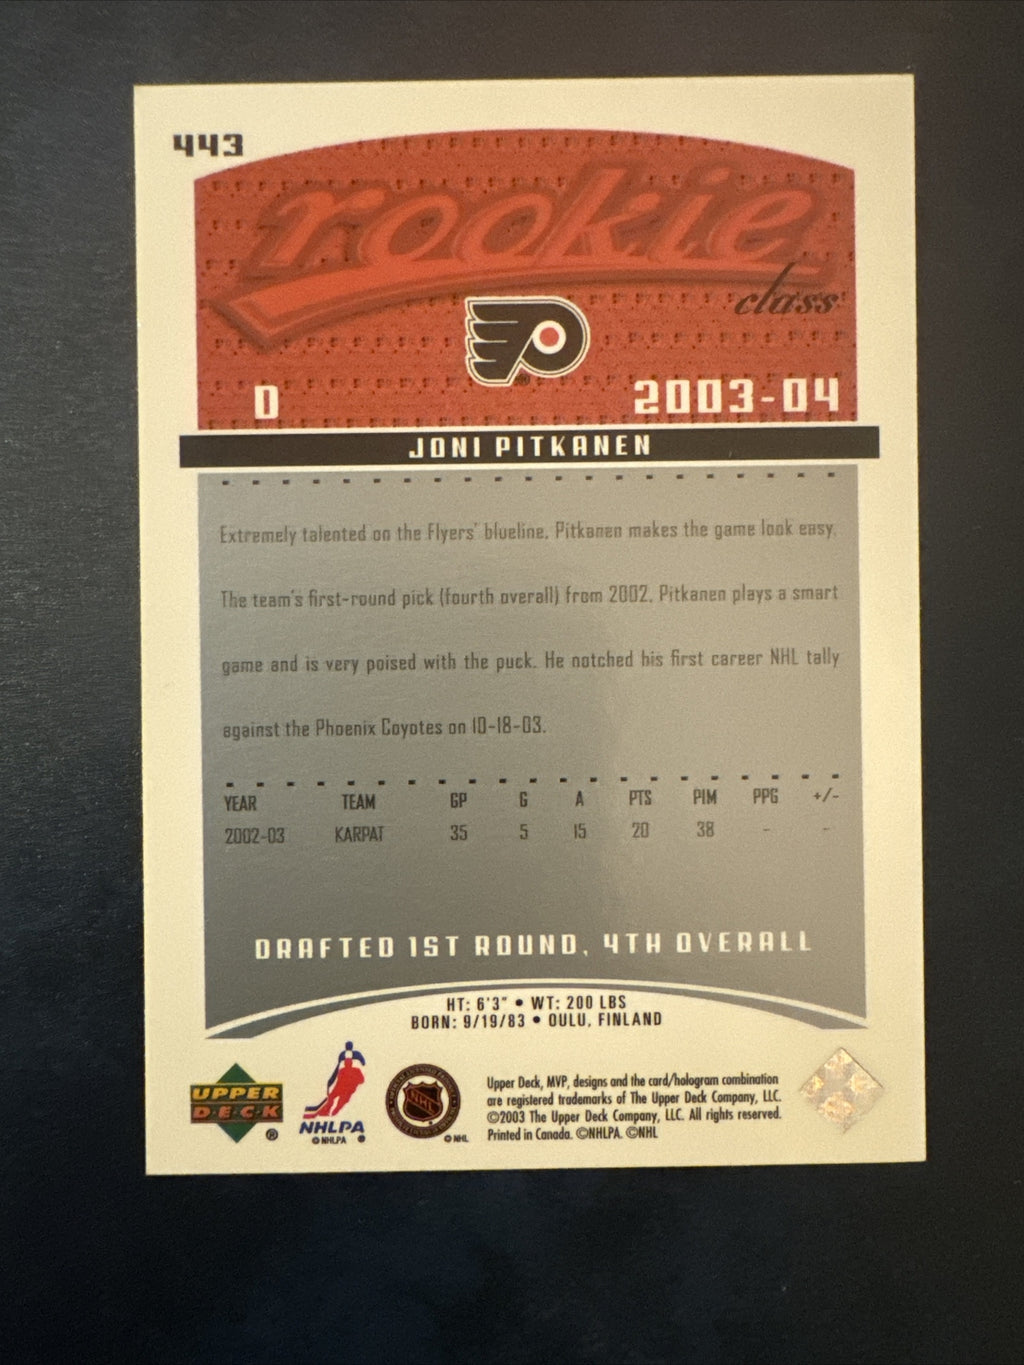 443
rookie
class
D
2003-04
JONI PITKANEN
Extremely talented on the Flyers' blueline, Pitkanen makes the game look easy.
The team's first-round pick (fourth overall) from 2002, Pitkanen plays a smart
game and is very poised with the puck. He notched his first career NHL tally
against the Phoenix Coyotes on 10-18-03.
YEAR TEAM GP G A PTS PIM PPG +/-
2002-03 KARPAT 35 5 15 20 38 - -
DRAFTED 1ST ROUND, 4TH OVERALL
HT: 6'3" • WT: 200 LBS
BORN: 9/19/83 • OULU, FINLAND
UPPER
DECK
®
NHLPA
© NHLPA ®
NHL
© NHL
Upper Deck, MVP, designs and the card/hologram combination
are registered trademarks of The Upper Deck Company, LLC.
©2003 The Upper Deck Company, LLC. All rights reserved.
Printed in Canada. ©NHLPA. ©NHL